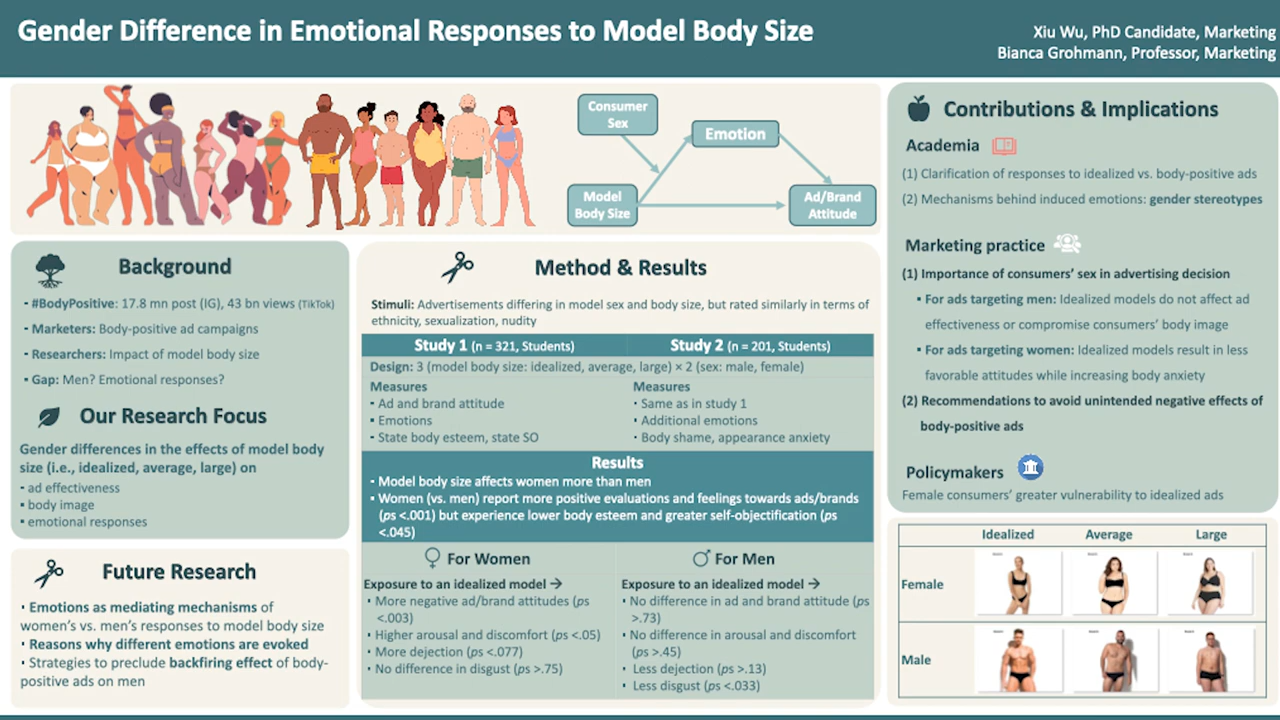 Gender Difference in Emotional Responses to Model Body Size
Xiu Wu, PhD Candidate, Marketing
Bianca Grohmann, Professor, Marketing
Consumer
Sex
Emotion
Model
Body Size
Ad/Brand
Attitude
Background
▪ #BodyPositive: 17.8 mn post (IG), 43 bn views (TikTok)
▪ Marketers: Body-positive ad campaigns
▪ Researchers: Impact of model body size
▪ Gap: Men? Emotional responses?
Our Research Focus
Gender differences in the effects of model body
size (i.e., idealized, average, large) on
▪ ad effectiveness
▪ body image
▪ emotional responses
Future Research
▪ Emotions as mediating mechanisms of
women's vs. men's responses to model body size
▪ Reasons why different emotions are evoked
▪ Strategies to preclude backfiring effect of body-
positive ads on men
Method & Results
Stimuli: Advertisements differing in model sex and body size, but rated similarly in terms of
ethnicity, sexualization, nudity
Study 1 (n = 321, Students)
Study 2 (n = 201, Students)
Design: 3 (model body size: idealized, average, large) × 2 (sex: male, female)
Measures
▪ Ad and brand attitude
▪ Emotions
▪ State body esteem, state SO
Measures
▪ Same as in study 1
▪ Additional emotions
▪ Body shame, appearance anxiety
Results
▪ Model body size affects women more than men
▪ Women (vs. men) report more positive evaluations and feelings towards ads/brands
(ps <.001) but experience lower body esteem and greater self-objectification (ps
<.045)
♀ For Women
Exposure to an idealized model →
▪ More negative ad/brand attitudes (ps
<.003)
▪ Higher arousal and discomfort (ps <.05)
▪ More dejection (ps <.077)
▪ No difference in disgust (ps >.75)
♂ For Men
Exposure to an idealized model →
▪ No difference in ad and brand attitude (ps
>.73)
▪ No difference in arousal and discomfort
(ps >.45)
▪ Less dejection (ps >.13)
▪ Less disgust (ps <.033)
Contributions & Implications
Academia
(1) Clarification of responses to idealized vs. body-positive ads
(2) Mechanisms behind induced emotions: gender stereotypes
Marketing practice
(1) Importance of consumers' sex in advertising decision
▪ For ads targeting men: Idealized models do not affect ad
effectiveness or compromise consumers' body image
▪ For ads targeting women: Idealized models result in less
favorable attitudes while increasing body anxiety
(2) Recommendations to avoid unintended negative effects of
body-positive ads
Policymakers
Female consumers' greater vulnerability to idealized ads
Idealized Average Large
Female
Male